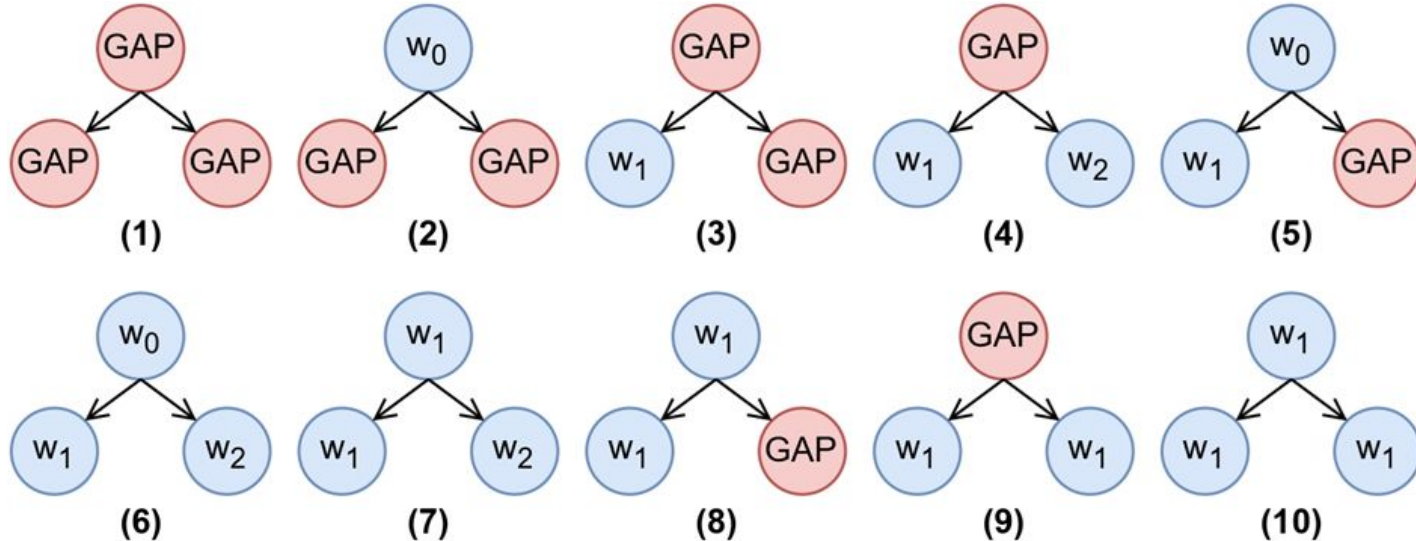 GAP w₀ GAP GAP w₀
GAP GAP GAP GAP w₁ GAP w₁ w₂ w₁ GAP
(1) (2) (3) (4) (5)
w₀ w₁ w₁ GAP w₁
w₁ w₂ w₁ w₂ w₁ GAP w₁ w₁ w₁ w₁
(6) (7) (8) (9) (10)